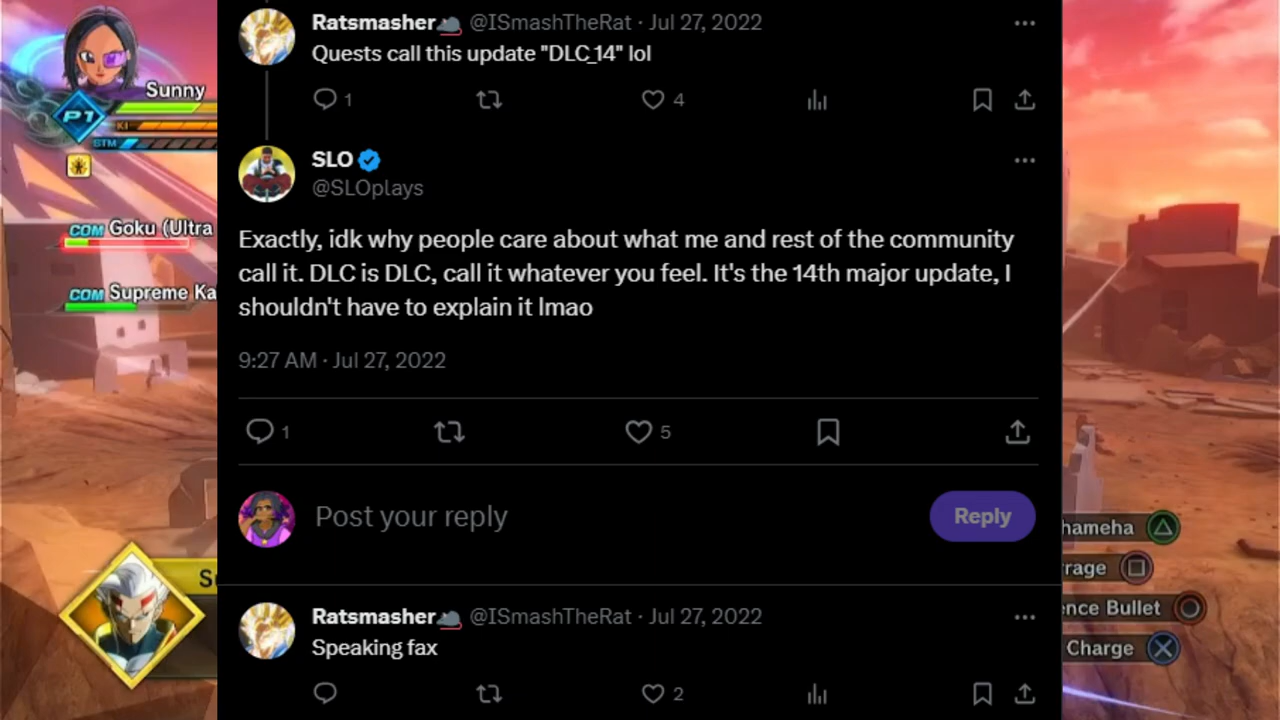 Ratsmasher @ISmashTheRat · Jul 27, 2022
Quests call this update "DLC_14" lol
1
4
Sunny
P1
KI
STM
SLO
@SLOplays
Exactly, idk why people care about what me and rest of the community
call it. DLC is DLC, call it whatever you feel. It's the 14th major update, I
shouldn't have to explain it lmao
COM Goku (Ultra
COM Supreme Ka
9:27 AM · Jul 27, 2022
1
5
Post your reply
Reply
hameha
rage
ence Bullet
Charge
S
Ratsmasher @ISmashTheRat · Jul 27, 2022
Speaking fax
2